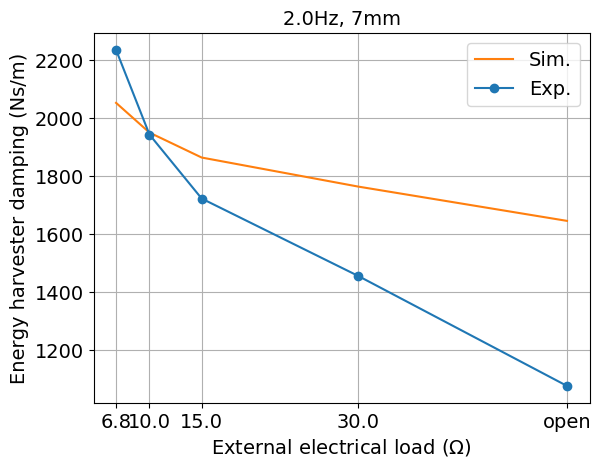 2.0Hz, 7mm
Sim.
Exp.
Energy harvester damping (Ns/m)
2200
2000
1800
1600
1400
1200
6.8 10.0 15.0 30.0 open
External electrical load (Ω)